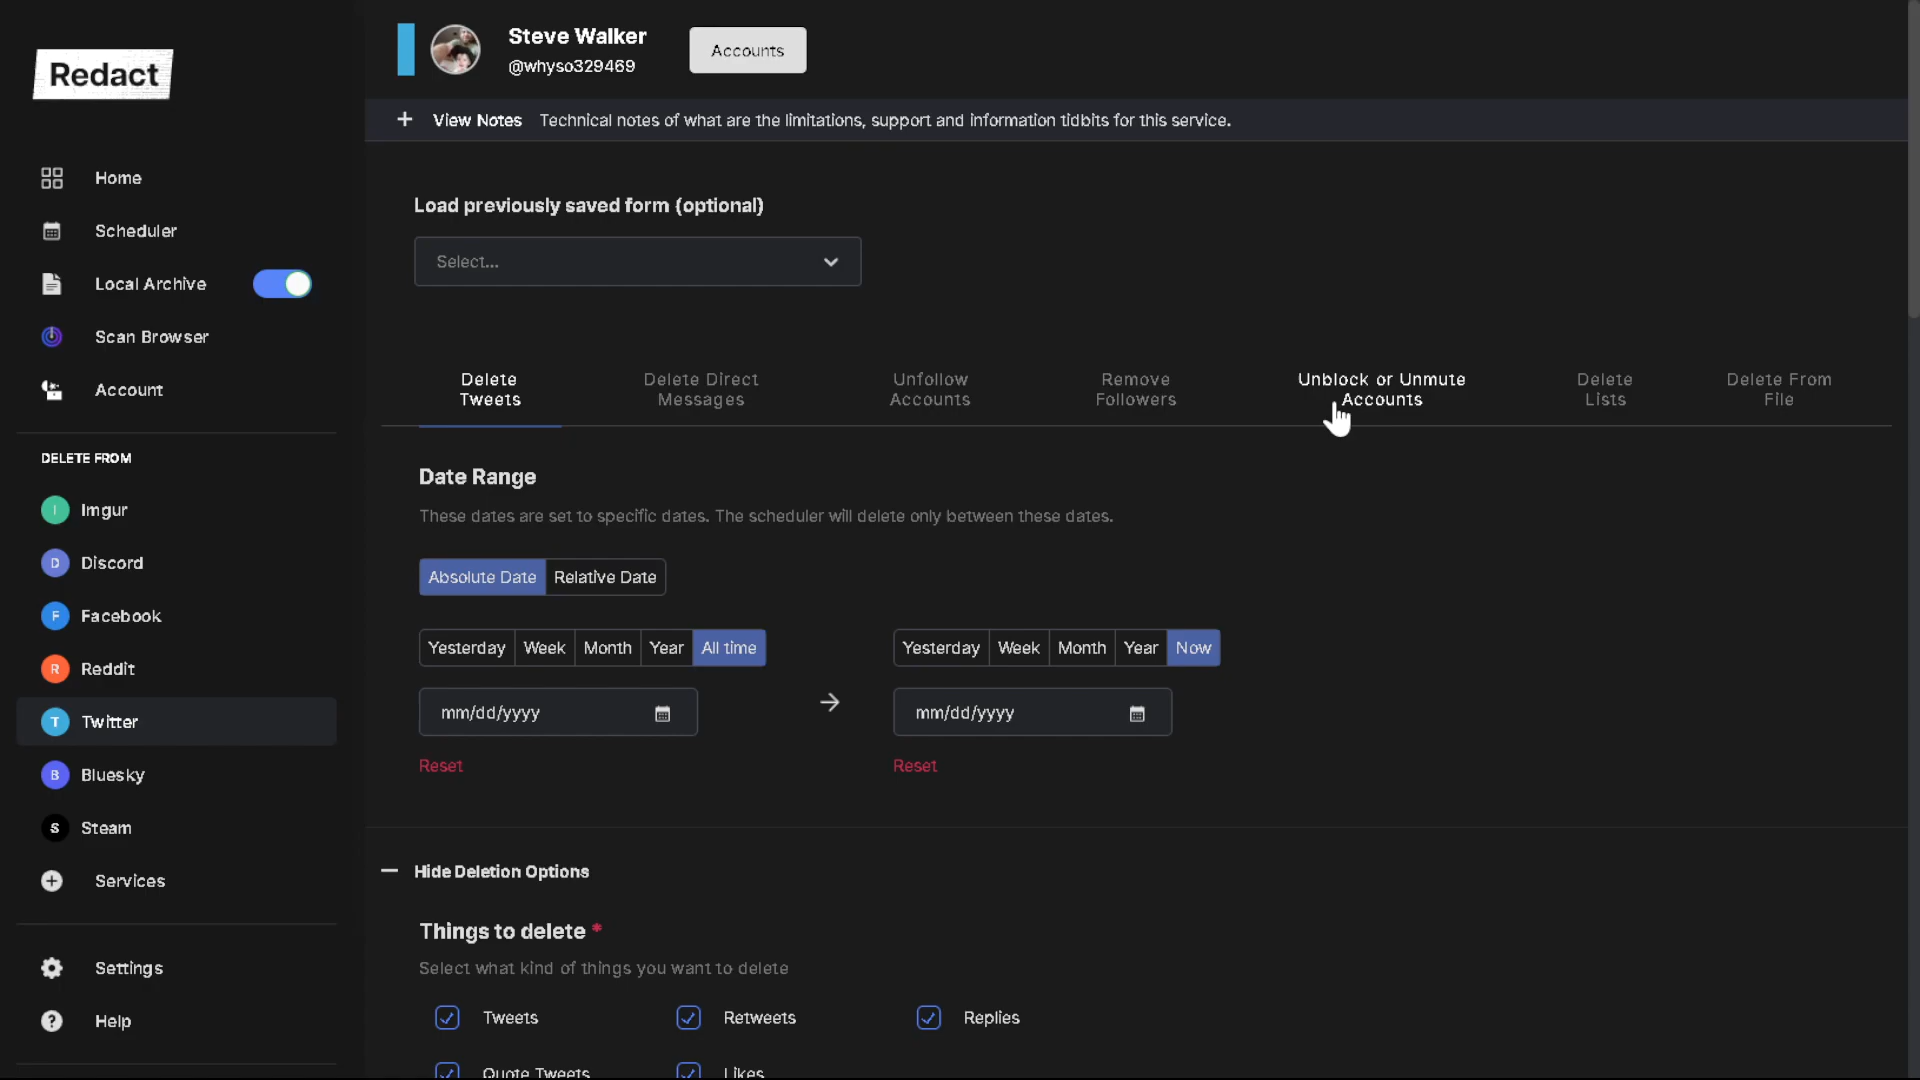 Redact
Home
Scheduler
Local Archive
Scan Browser
Account
DELETE FROM
I Imgur
D Discord
F Facebook
R Reddit
T Twitter
B Bluesky
S Steam
Services
Settings
Help
Steve Walker
@whyso329469
Accounts
View Notes Technical notes of what are the limitations, support and information tidbits for this service.
Load previously saved form (optional)
Select...
Delete Tweets
Delete Direct Messages
Unfollow Accounts
Remove Followers
Unblock or Unmute Accounts
Delete Lists
Delete From File
Date Range
These dates are set to specific dates. The scheduler will delete only between these dates.
Absolute Date Relative Date
Yesterday Week Month Year All time
Yesterday Week Month Year Now
mm/dd/yyyy
mm/dd/yyyy
Reset
Reset
Hide Deletion Options
Things to delete *
Select what kind of things you want to delete
Tweets Retweets Replies
Quote Tweets Likes